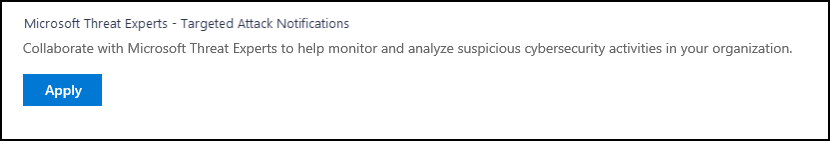 Microsoft Threat Experts - Targeted Attack Notifications
Collaborate with Microsoft Threat Experts to help monitor and analyze suspicious cybersecurity activities in your organization.
Apply